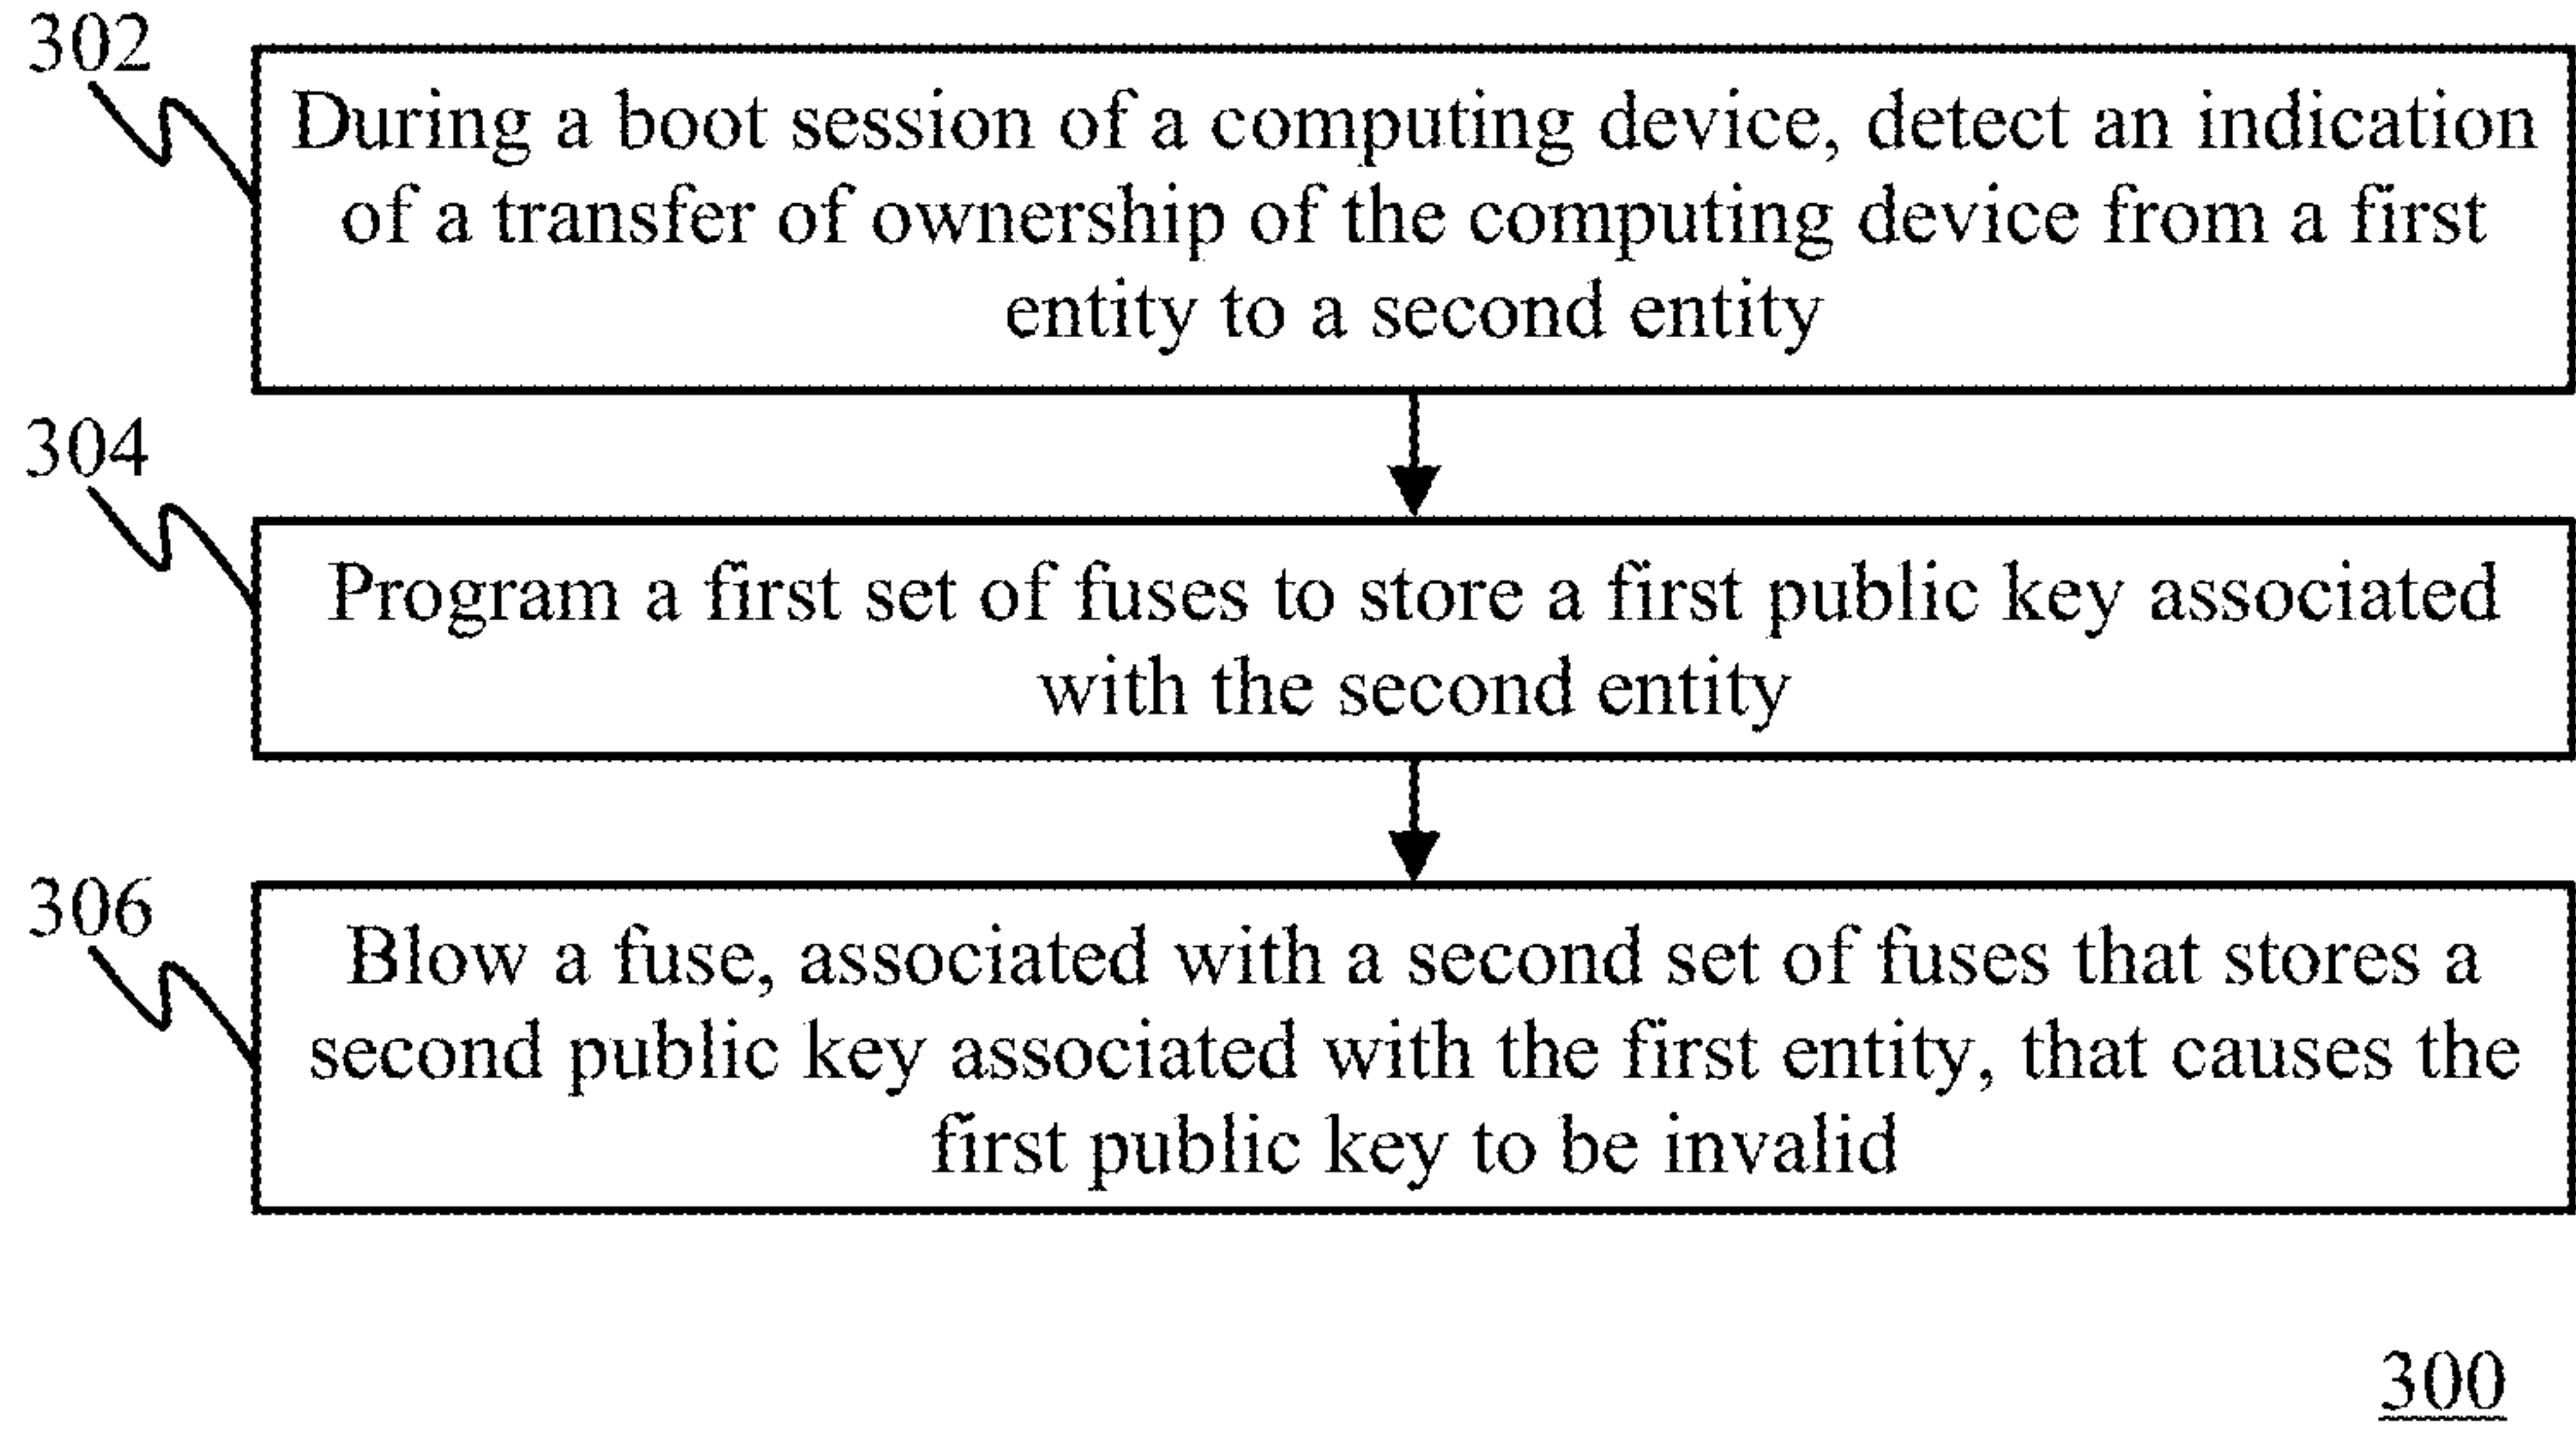 302
During a boot session of a computing device, detect an indication
of a transfer of ownership of the computing device from a first
entity to a second entity
304
Program a first set of fuses to store a first public key associated
with the second entity
306
Blow a fuse, associated with a second set of fuses that stores a
second public key associated with the first entity, that causes the
first public key to be invalid
300